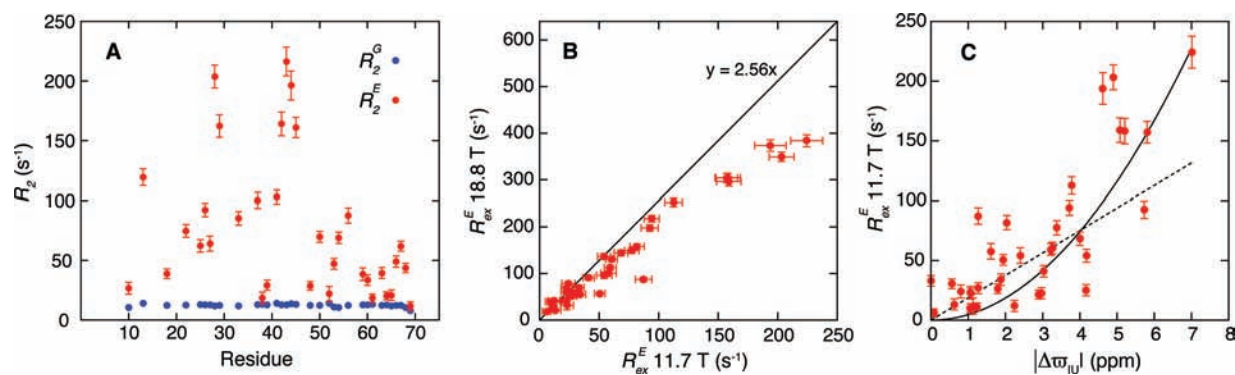 A
R₂ᴳ
R₂ᴱ
250
200
150
100
50
0
R₂ (s⁻¹)
0 10 20 30 40 50 60 70
Residue
B
y = 2.56x
600
500
400
300
200
100
0
Rₑₓᴱ 18.8 T (s⁻¹)
0 50 100 150 200 250
Rₑₓᴱ 11.7 T (s⁻¹)
C
250
200
150
100
50
0
Rₑₓᴱ 11.7 T (s⁻¹)
0 1 2 3 4 5 6 7 8
|Δϖ_IU| (ppm)